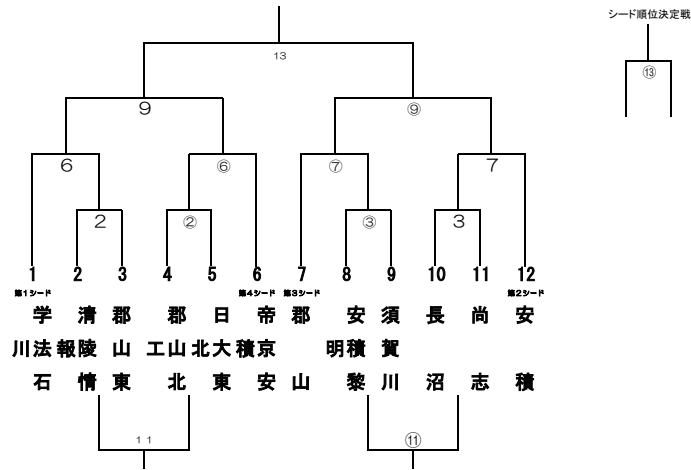 シード順位決定戦
13
⑬
9
⑨
6
⑥
⑦
7
2
②
③
3
1 2 3 4 5 6 7 8 9 10 11 12
第1シード 第4シード 第3シード 第2シード
学法石川
清陵情報
郡山東
郡山北工
日大東北
帝京安積
郡山
安積黎明
須賀川
長沼
尚志
安積
11
⑪